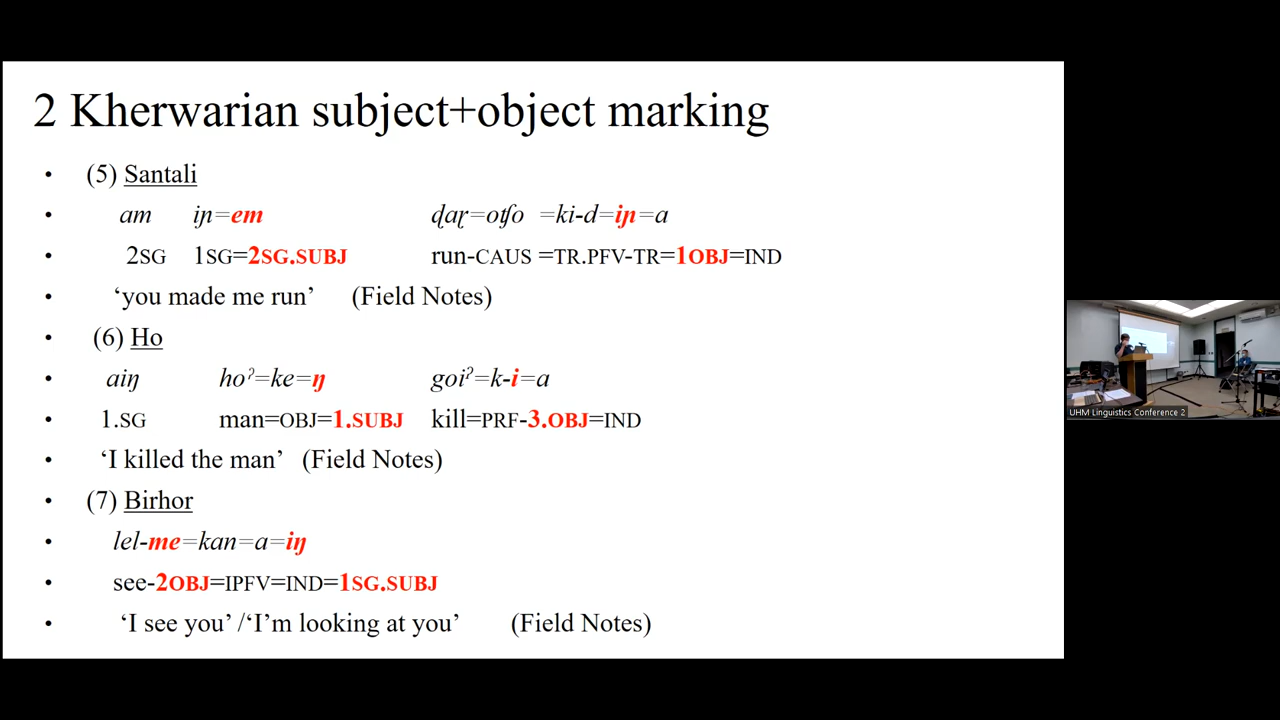 2 Kherwarian subject+object marking
• (5) Santali
• am iɲ=em ɖaɽ=oʧo =ki-d=iɲ=a
• 2SG 1SG=2SG.SUBJ run-CAUS =TR.PFV-TR=1OBJ=IND
• ‘you made me run’ (Field Notes)
• (6) Ho
• aiŋ hoˀ=ke=ŋ goiˀ=k-i=a
• 1.SG man=OBJ=1.SUBJ kill=PRF-3.OBJ=IND
• ‘I killed the man’ (Field Notes)
• (7) Birhor
• lel-me=kan=a=iŋ
• see-2OBJ=IPFV=IND=1SG.SUBJ
• ‘I see you’ /‘I’m looking at you’ (Field Notes)
UHM Linguistics Conference 2